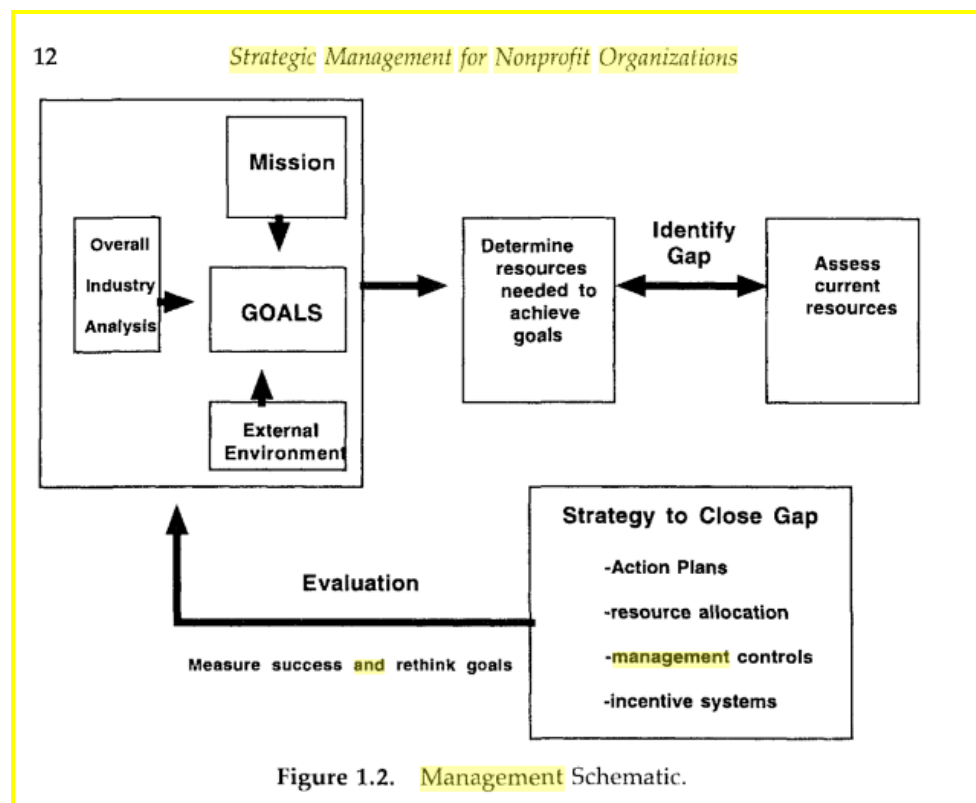 12
Strategic Management for Nonprofit Organizations
Mission
Overall
Industry
Analysis
GOALS
External
Environment
Determine
resources
needed to
achieve
goals
Identify
Gap
Assess
current
resources
Strategy to Close Gap
-Action Plans
-resource allocation
-management controls
-incentive systems
Evaluation
Measure success and rethink goals
Figure 1.2. Management Schematic.